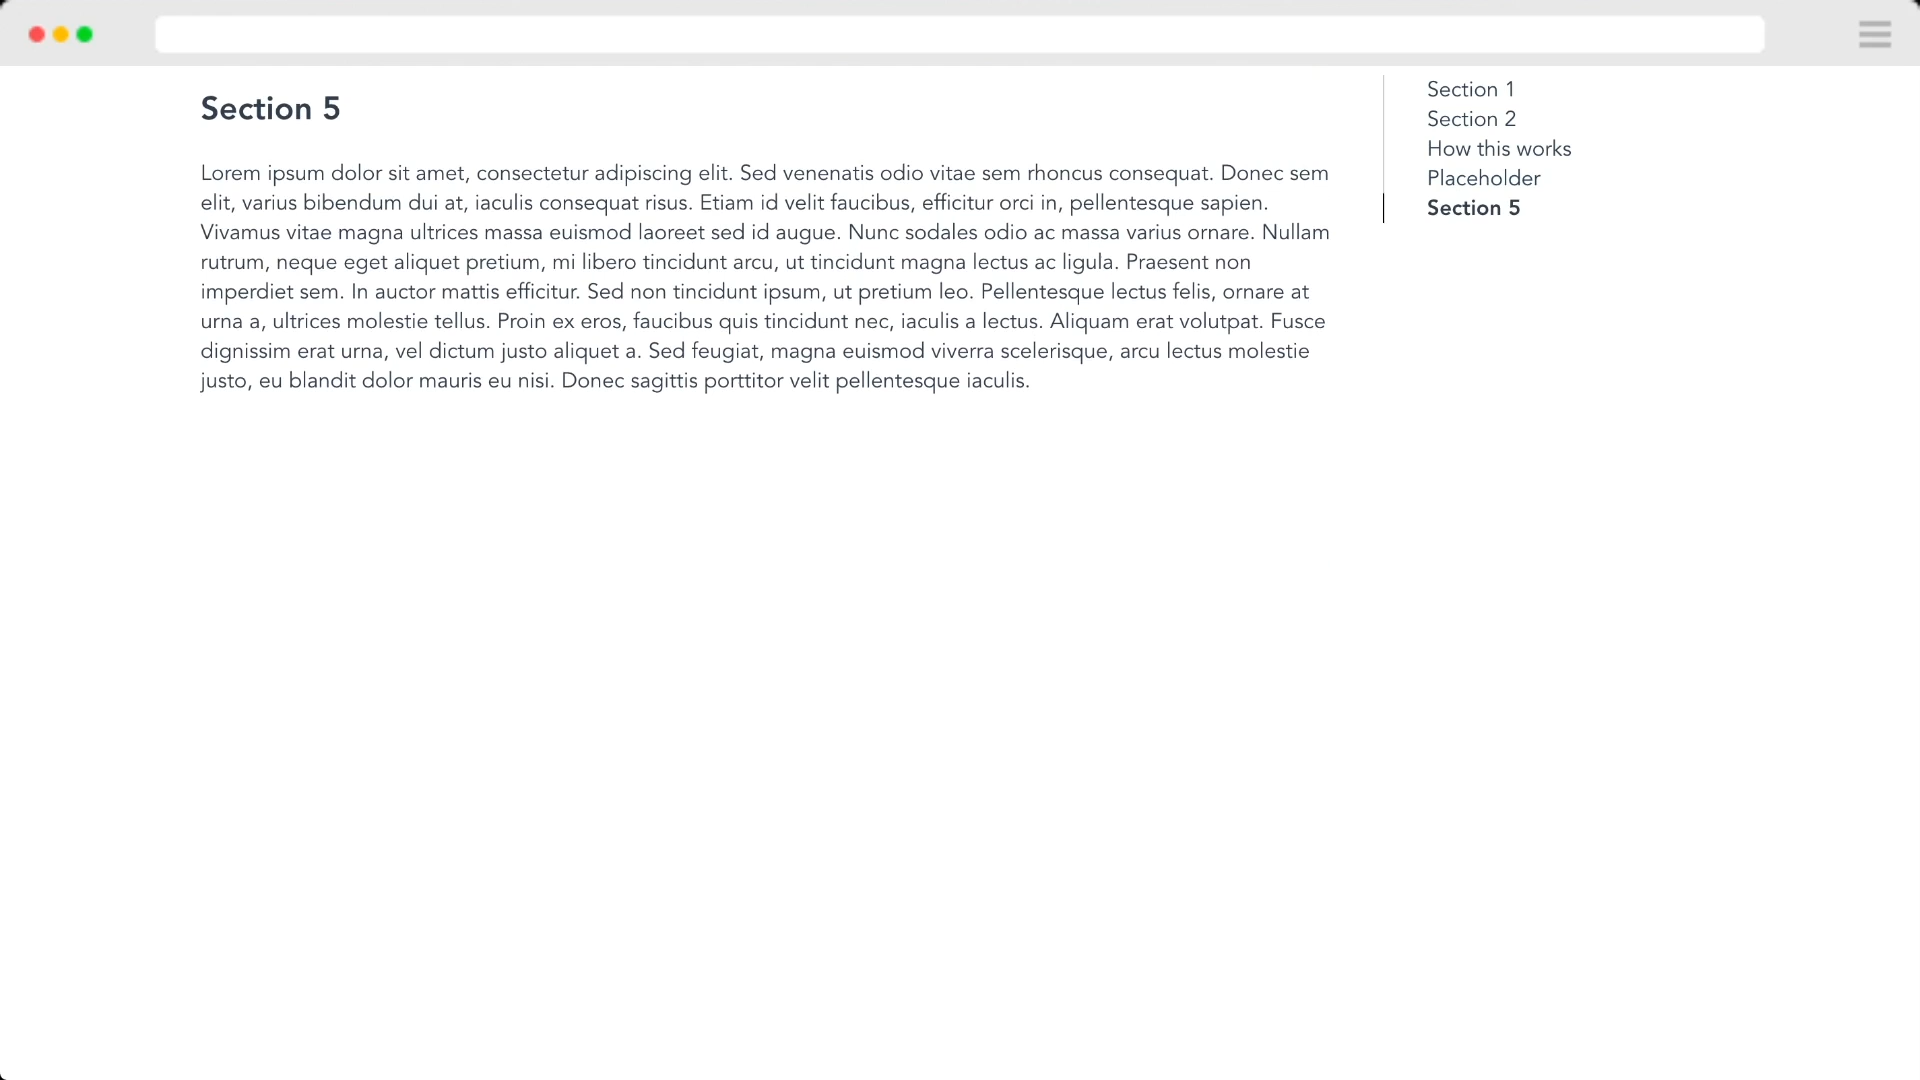 Section 5
Lorem ipsum dolor sit amet, consectetur adipiscing elit. Sed venenatis odio vitae sem rhoncus consequat. Donec sem
elit, varius bibendum dui at, iaculis consequat risus. Etiam id velit faucibus, efficitur orci in, pellentesque sapien.
Vivamus vitae magna ultrices massa euismod laoreet sed id augue. Nunc sodales odio ac massa varius ornare. Nullam
rutrum, neque eget aliquet pretium, mi libero tincidunt arcu, ut tincidunt magna lectus ac ligula. Praesent non
imperdiet sem. In auctor mattis efficitur. Sed non tincidunt ipsum, ut pretium leo. Pellentesque lectus felis, ornare at
urna a, ultrices molestie tellus. Proin ex eros, faucibus quis tincidunt nec, iaculis a lectus. Aliquam erat volutpat. Fusce
dignissim erat urna, vel dictum justo aliquet a. Sed feugiat, magna euismod viverra scelerisque, arcu lectus molestie
justo, eu blandit dolor mauris eu nisi. Donec sagittis porttitor velit pellentesque iaculis.
Section 1
Section 2
How this works
Placeholder
Section 5